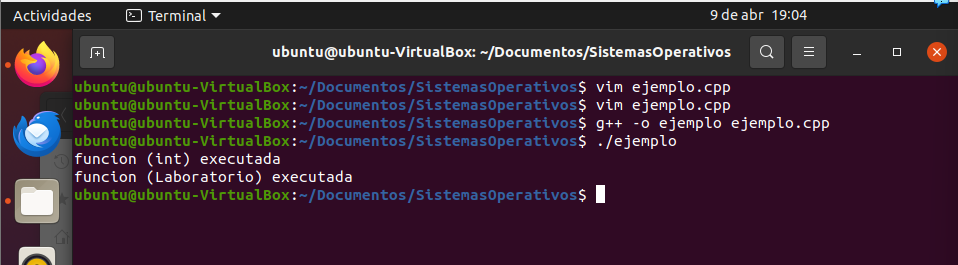 Actividades Terminal 9 de abr 19:04
ubuntu@ubuntu-VirtualBox: ~/Documentos/SistemasOperativos
ubuntu@ubuntu-VirtualBox:~/Documentos/SistemasOperativos$ vim ejemplo.cpp
ubuntu@ubuntu-VirtualBox:~/Documentos/SistemasOperativos$ vim ejemplo.cpp
ubuntu@ubuntu-VirtualBox:~/Documentos/SistemasOperativos$ g++ -o ejemplo ejemplo.cpp
ubuntu@ubuntu-VirtualBox:~/Documentos/SistemasOperativos$ ./ejemplo
funcion (int) executada
funcion (Laboratorio) executada
ubuntu@ubuntu-VirtualBox:~/Documentos/SistemasOperativos$